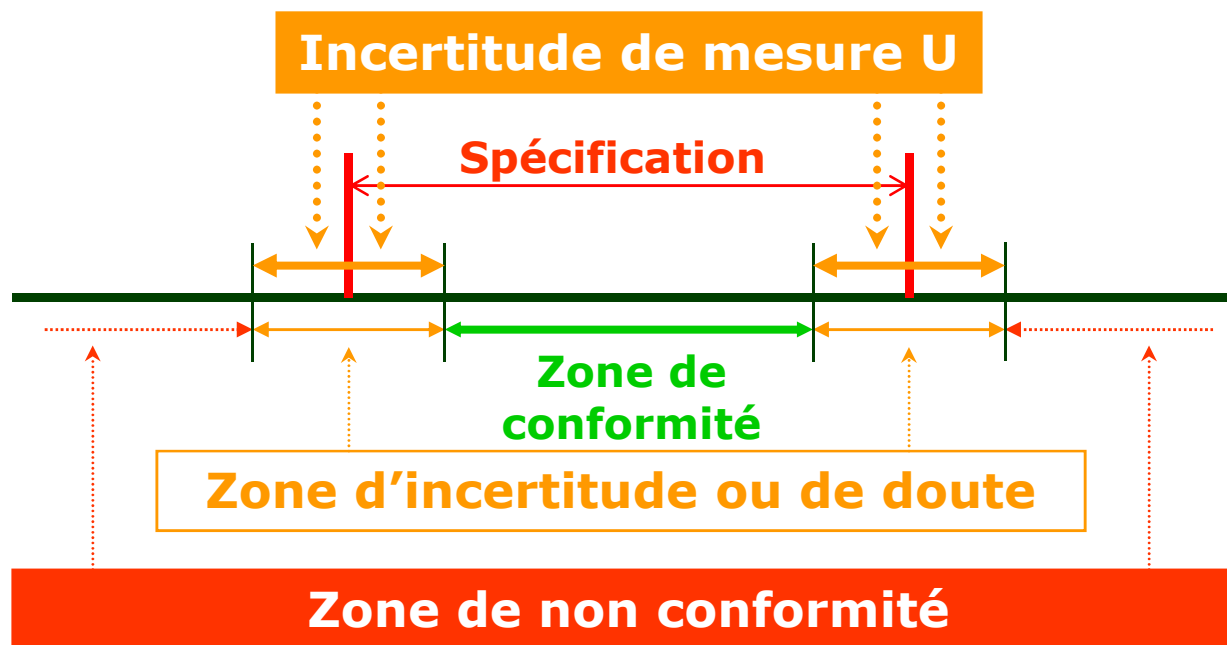 Incertitude de mesure U
Spécification
Zone de
conformité
Zone d’incertitude ou de doute
Zone de non conformité